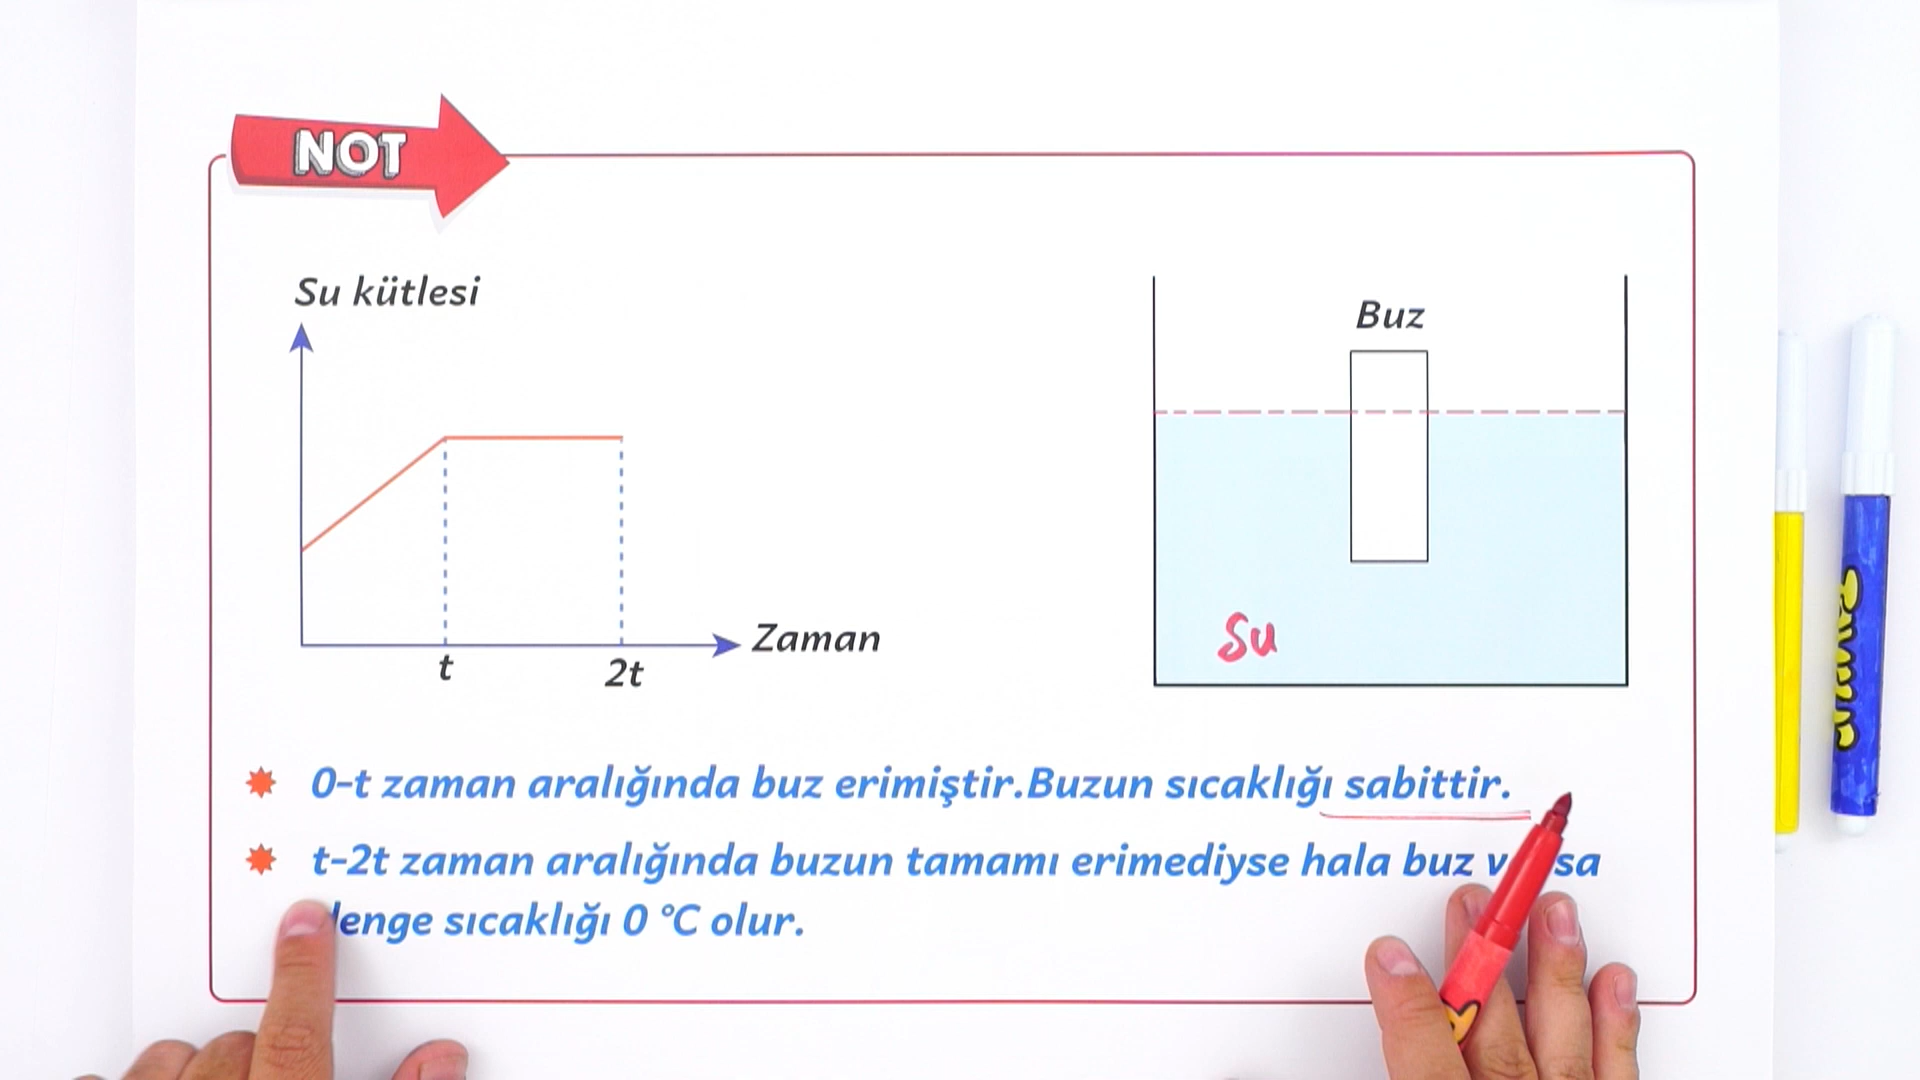 NOT
Su kütlesi
Zaman
t
2t
Buz
Su
0-t zaman aralığında buz erimiştir.Buzun sıcaklığı sabittir.
t-2t zaman aralığında buzun tamamı erimediyse hala buz
sıcaklığı 0 °C olur.